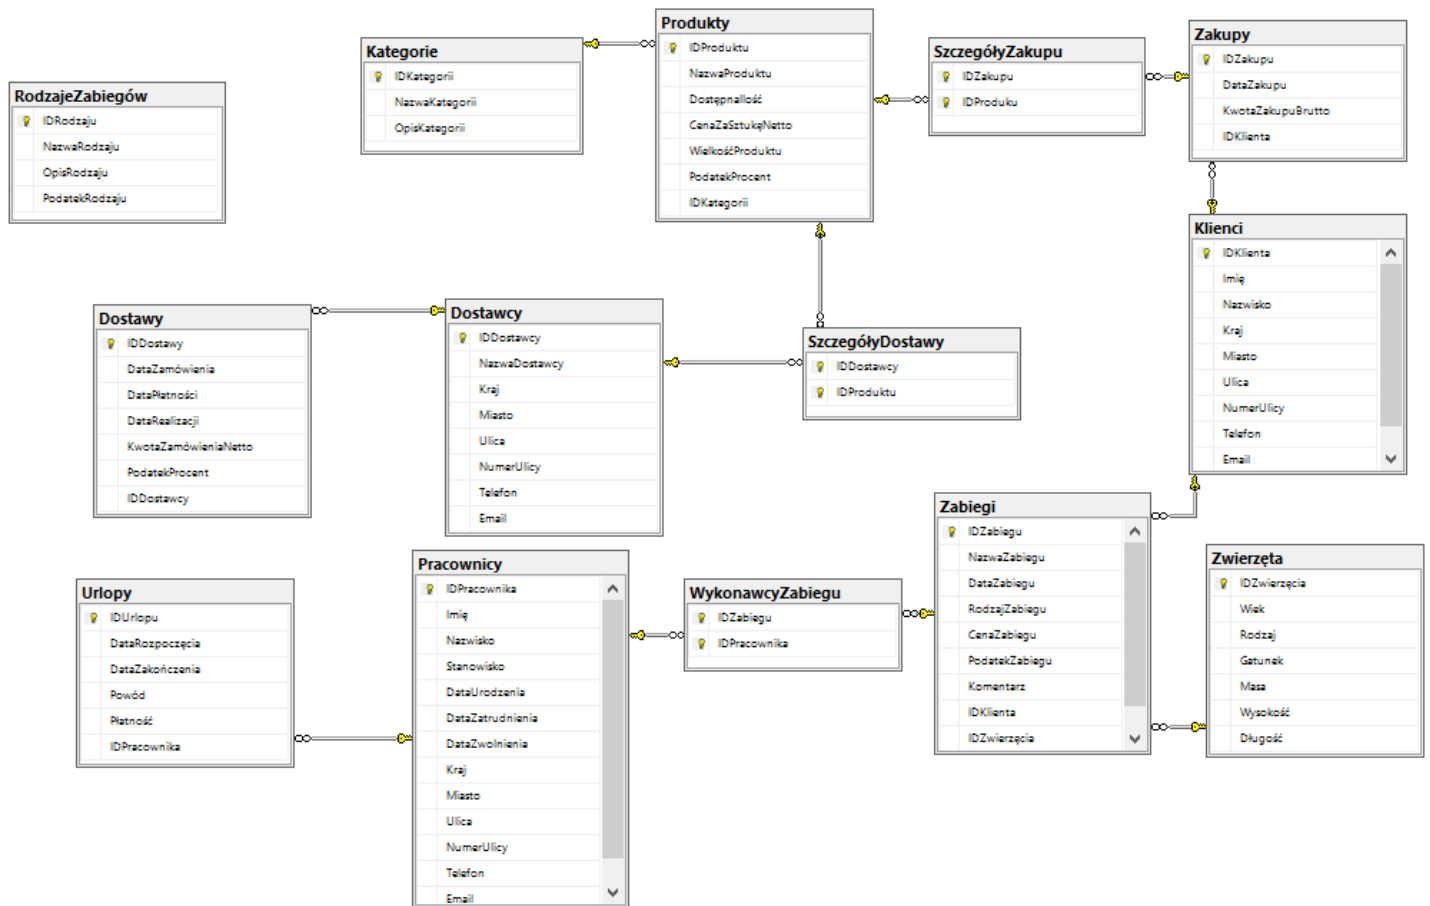 RodzajeZabiegów
IDRodzaju
NazwaRodzaju
OpisRodzaju
PodatekRodzaju
Kategorie
IDKategorii
NazwaKategorii
OpisKategorii
Produkty
IDProduktu
NazwaProduktu
Dostępnallość
CenaZaSztukęNetto
WielkośćProduktu
PodatekProcent
IDKategorii
SzczegółyZakupu
IDZakupu
IDProduku
Zakupy
IDZakupu
DataZakupu
KwotaZakupuBrutto
IDKlienta
Klienci
IDKlienta
Imię
Nazwisko
Kraj
Miasto
Ulica
NumerUlicy
Telefon
Email
Dostawy
IDDostawy
DataZamówienia
DataPłatności
DataRealizacji
KwotaZamówieniaNetto
PodatekProcent
IDDostawcy
Dostawcy
IDDostawcy
NazwaDostawcy
Kraj
Miasto
Ulica
NumerUlicy
Telefon
Email
SzczegółyDostawy
IDDostawcy
IDProduktu
Urlopy
IDUrlopu
DataRozpoczęcia
DataZakończenia
Powód
Płatność
IDPracownika
Pracownicy
IDPracownika
Imię
Nazwisko
Stanowisko
DataUrodzenia
DataZatrudnienia
DataZwolnienia
Kraj
Miasto
Ulica
NumerUlicy
Telefon
Email
WykonawcyZabiegu
IDZabiegu
IDPracownika
Zabiegi
IDZabiegu
NazwaZabiegu
DataZabiegu
RodzajZabiegu
CenaZabiegu
PodatekZabiegu
Komentarz
IDKlienta
IDZwierzęcia
Zwierzęta
IDZwierzęcia
Wiek
Rodzaj
Gatunek
Masa
Wysokość
Długość